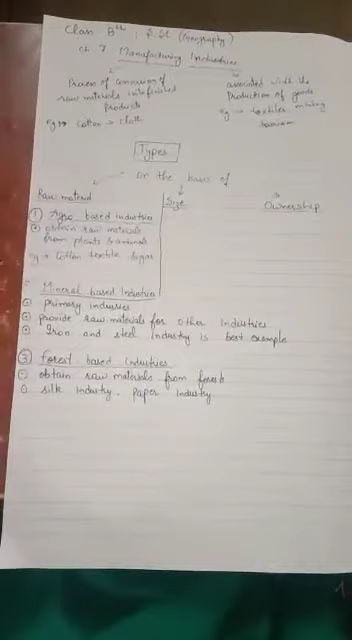 Class 8th : S.St (Geography)
Ch 7 Manufacturing Industries
Process of conversion of
raw materials into finished
Products
Eg → Cotton → Cloth
associated with the
Production of goods
eg → textiles mining
tourism
Types
on the basis of
Raw material
Size
Ownership
① Agro based industries
obtain raw materials
from plants & animals
Eg → Cotton textile sugar
Mineral based Industries
primary industries
provide raw materials for other Industries
Iron and steel Industry is best example
③ Forest based Industries
obtain raw materials from forests
silk Industry, Paper Industry